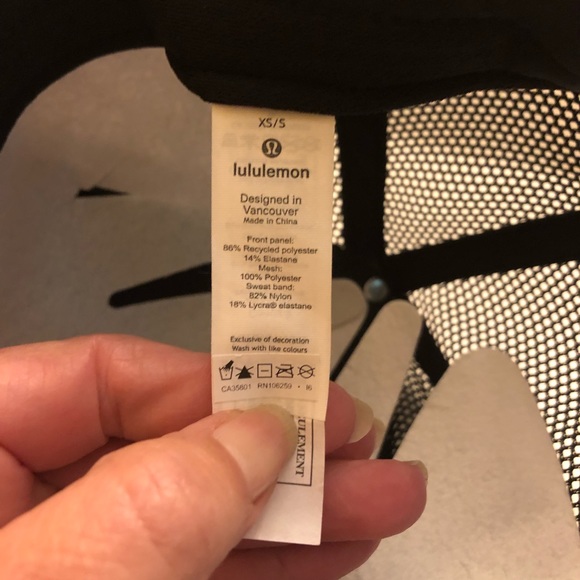 XS/S
lululemon
Designed in
Vancouver
Made in China
Front panel:
86% Recycled polyester
14% Elastane
Mesh:
100% Polyester
Sweat band:
82% Nylon
18% Lycra® elastane
Exclusive of decoration
Wash with like colours
CA35801 RN106259 • I6
ULEMENT